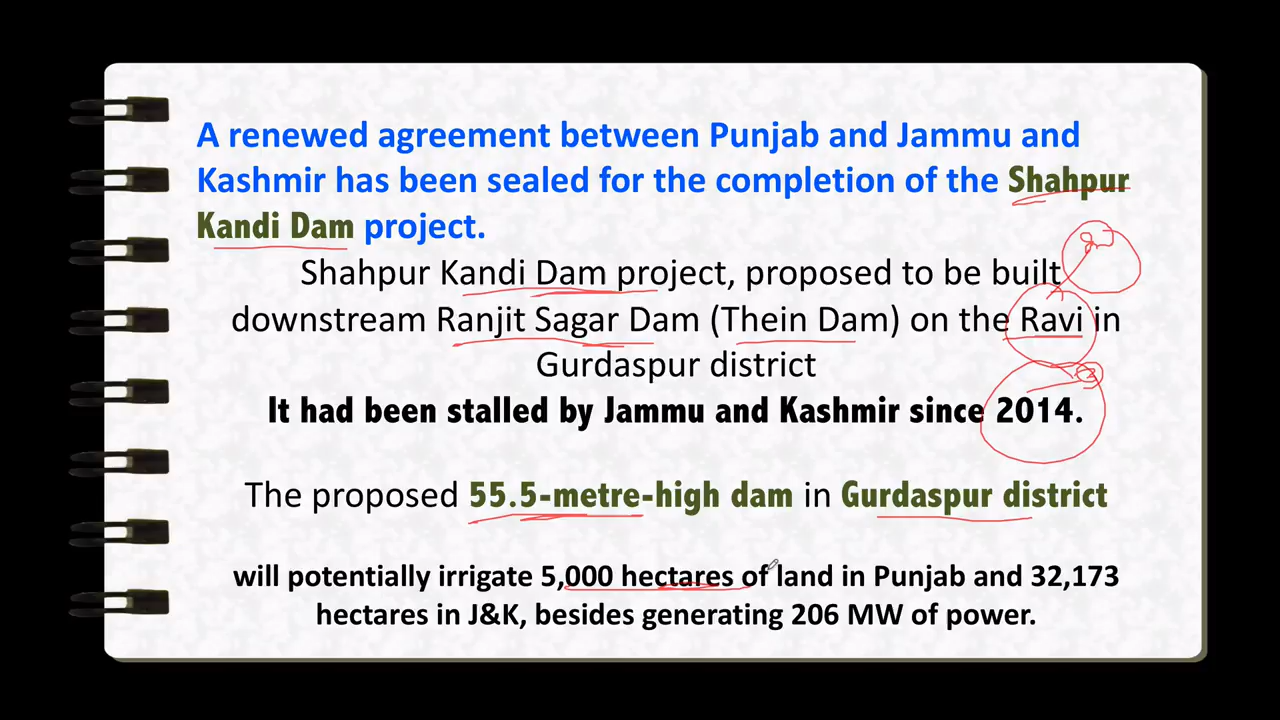 A renewed agreement between Punjab and Jammu and
Kashmir has been sealed for the completion of the Shahpur
Kandi Dam project.
Shahpur Kandi Dam project, proposed to be built
downstream Ranjit Sagar Dam (Thein Dam) on the Ravi in
Gurdaspur district
It had been stalled by Jammu and Kashmir since 2014.
The proposed 55.5-metre-high dam in Gurdaspur district
will potentially irrigate 5,000 hectares of land in Punjab and 32,173
hectares in J&K, besides generating 206 MW of power.